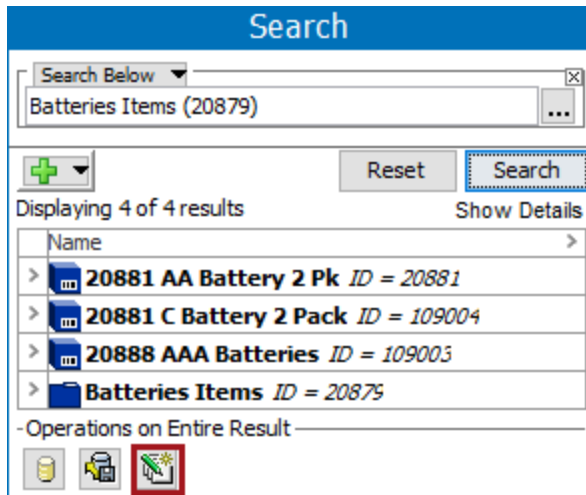 Search
Search Below
Batteries Items (20879)
...
Reset
Search
Displaying 4 of 4 results
Show Details
Name
20881 AA Battery 2 Pk ID = 20881
20881 C Battery 2 Pack ID = 109004
20888 AAA Batteries ID = 109003
Batteries Items ID = 20879
Operations on Entire Result